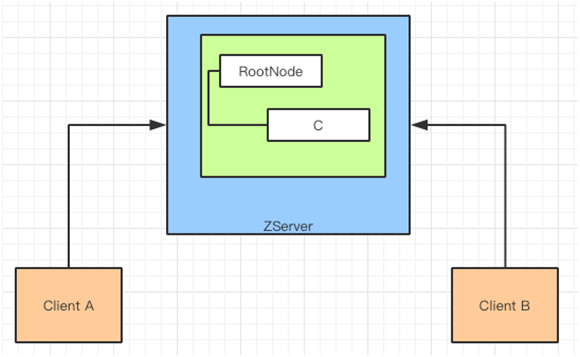 RootNode
C
ZServer
Client A
Client B